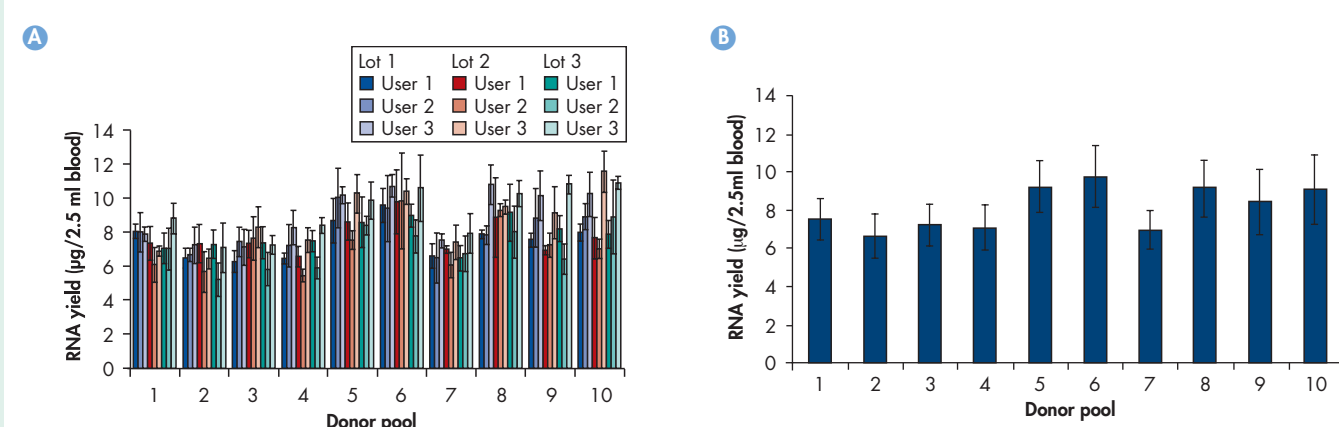 A
Lot 1 Lot 2 Lot 3
User 1 User 1 User 1
User 2 User 2 User 2
User 3 User 3 User 3
RNA yield (µg/2.5 ml blood)
14
12
10
8
6
4
2
0
1 2 3 4 5 6 7 8 9 10
Donor pool
B
RNA yield (µg/2.5ml blood)
14
12
10
8
6
4
2
0
1 2 3 4 5 6 7 8 9 10
Donor pool